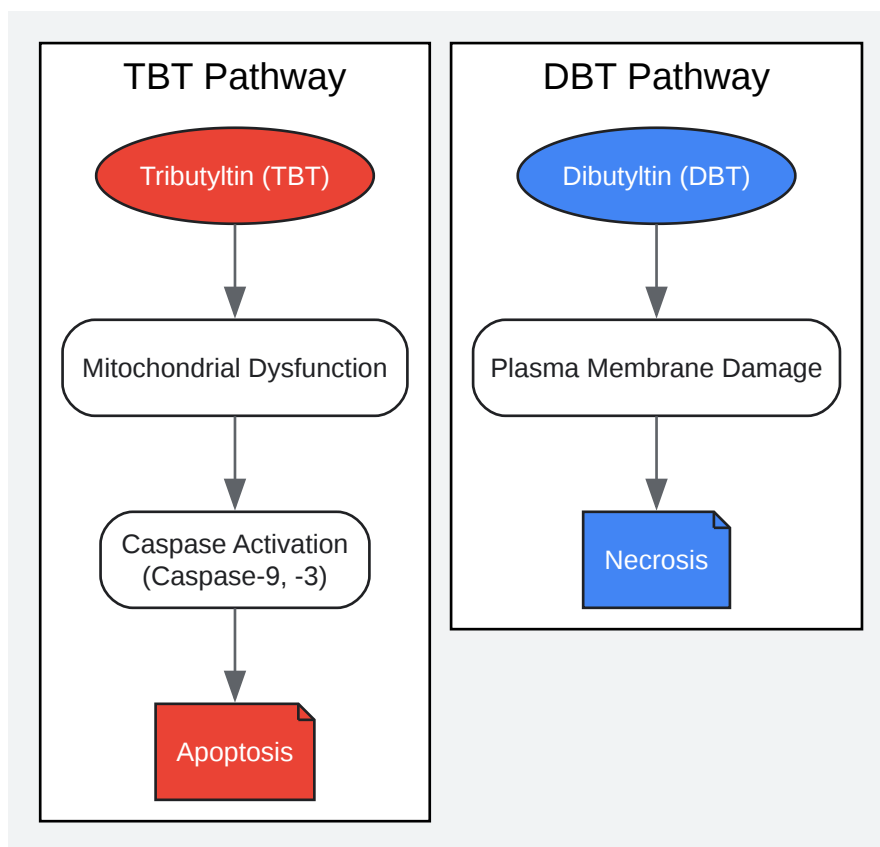 TBT Pathway
Tributyltin (TBT)
Mitochondrial Dysfunction
Caspase Activation
(Caspase-9, -3)
Apoptosis
DBT Pathway
Dibutyltin (DBT)
Plasma Membrane Damage
Necrosis